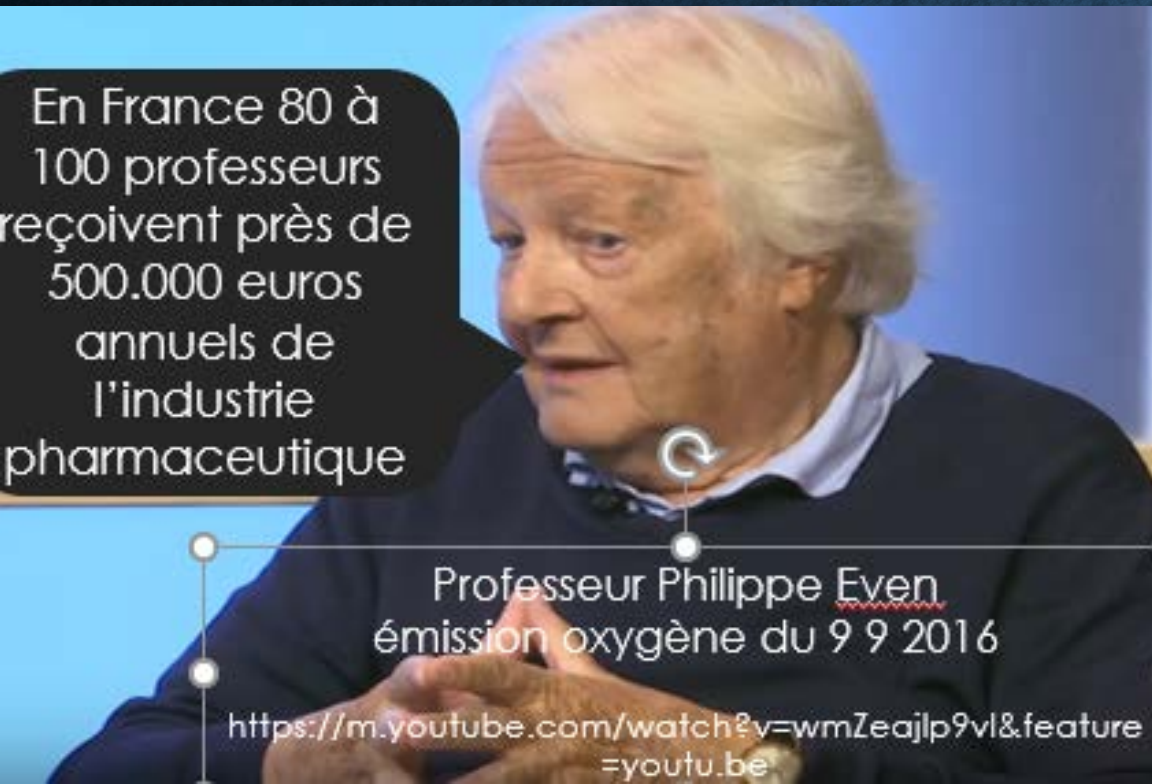 En France 80 à
100 professeurs
reçoivent près de
500.000 euros
annuels de
l'industrie
pharmaceutique
Professeur Philippe Even
émission oxygène du 9 9 2016
https://m.youtube.com/watch?v=wmZeajlp9vI&feature
=youtu.be